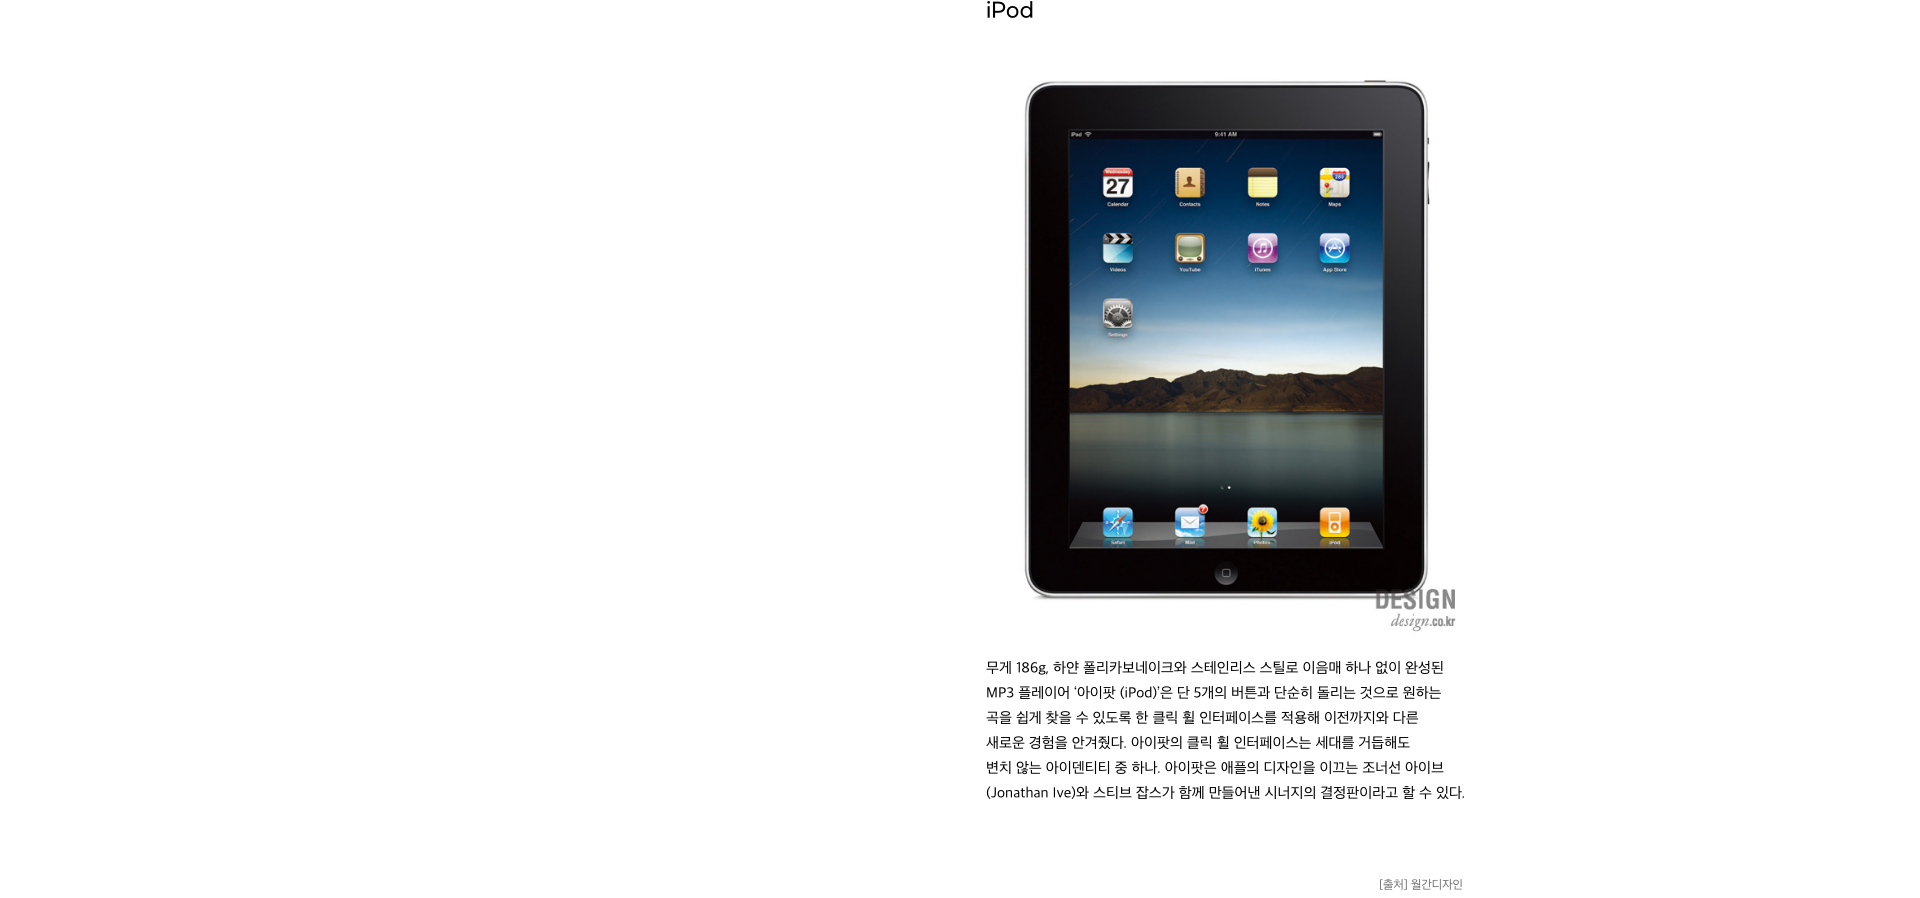 iPod
iPad 9:41 AM
Wednesday
27
280
Calendar Contacts Notes Maps
Videos YouTube iTunes App Store
Settings
Safari Mail Photos iPod
DESIGN
design.co.kr
무게 186g, 하얀 폴리카보네이크와 스테인리스 스틸로 이음매 하나 없이 완성된
MP3 플레이어 ‘아이팟 (iPod)’은 단 5개의 버튼과 단순히 돌리는 것으로 원하는
곡을 쉽게 찾을 수 있도록 한 클릭 휠 인터페이스를 적용해 이전까지와 다른
새로운 경험을 안겨줬다. 아이팟의 클릭 휠 인터페이스는 세대를 거듭해도
변치 않는 아이덴티티 중 하나. 아이팟은 애플의 디자인을 이끄는 조너선 아이브
(Jonathan Ive)와 스티브 잡스가 함께 만들어낸 시너지의 결정판이라고 할 수 있다.
[출처] 월간디자인